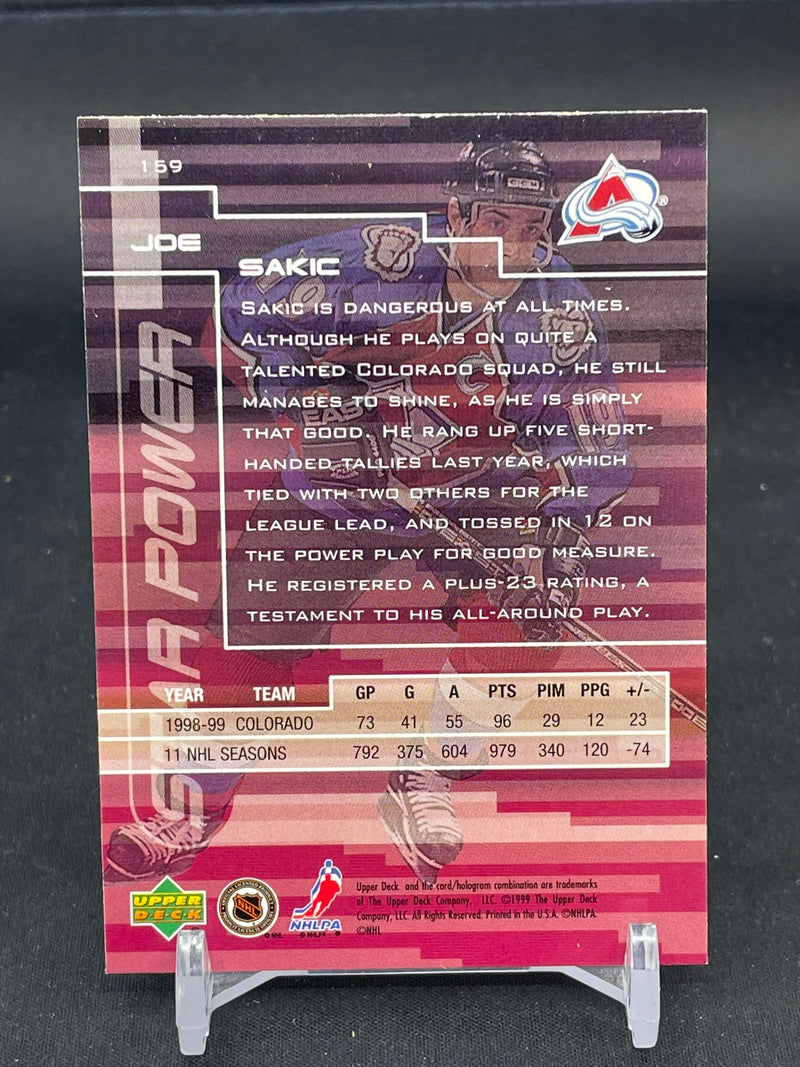 159
JOE
SAKIC
SAKIC IS DANGEROUS AT ALL TIMES.
ALTHOUGH HE PLAYS ON QUITE A
TALENTED COLORADO SQUAD, HE STILL
MANAGES TO SHINE, AS HE IS SIMPLY
THAT GOOD. HE RANG UP FIVE SHORT-
HANDED TALLIES LAST YEAR, WHICH
TIED WITH TWO OTHERS FOR THE
LEAGUE LEAD, AND TOSSED IN 12 ON
THE POWER PLAY FOR GOOD MEASURE.
HE REGISTERED A PLUS-23 RATING, A
TESTAMENT TO HIS ALL-AROUND PLAY.
STAR POWER
YEAR TEAM GP G A PTS PIM PPG +/-
1998-99 COLORADO 73 41 55 96 29 12 23
11 NHL SEASONS 792 375 604 979 340 120 -74
UPPER
DECK
NHL
NHLPA
©NHL ©NHLPA
Upper Deck and the card/hologram combination are trademarks
of The Upper Deck Company, LLC. ©1999 The Upper Deck
Company, LLC. All Rights Reserved. Printed in the U.S.A. ©NHLPA.
©NHL